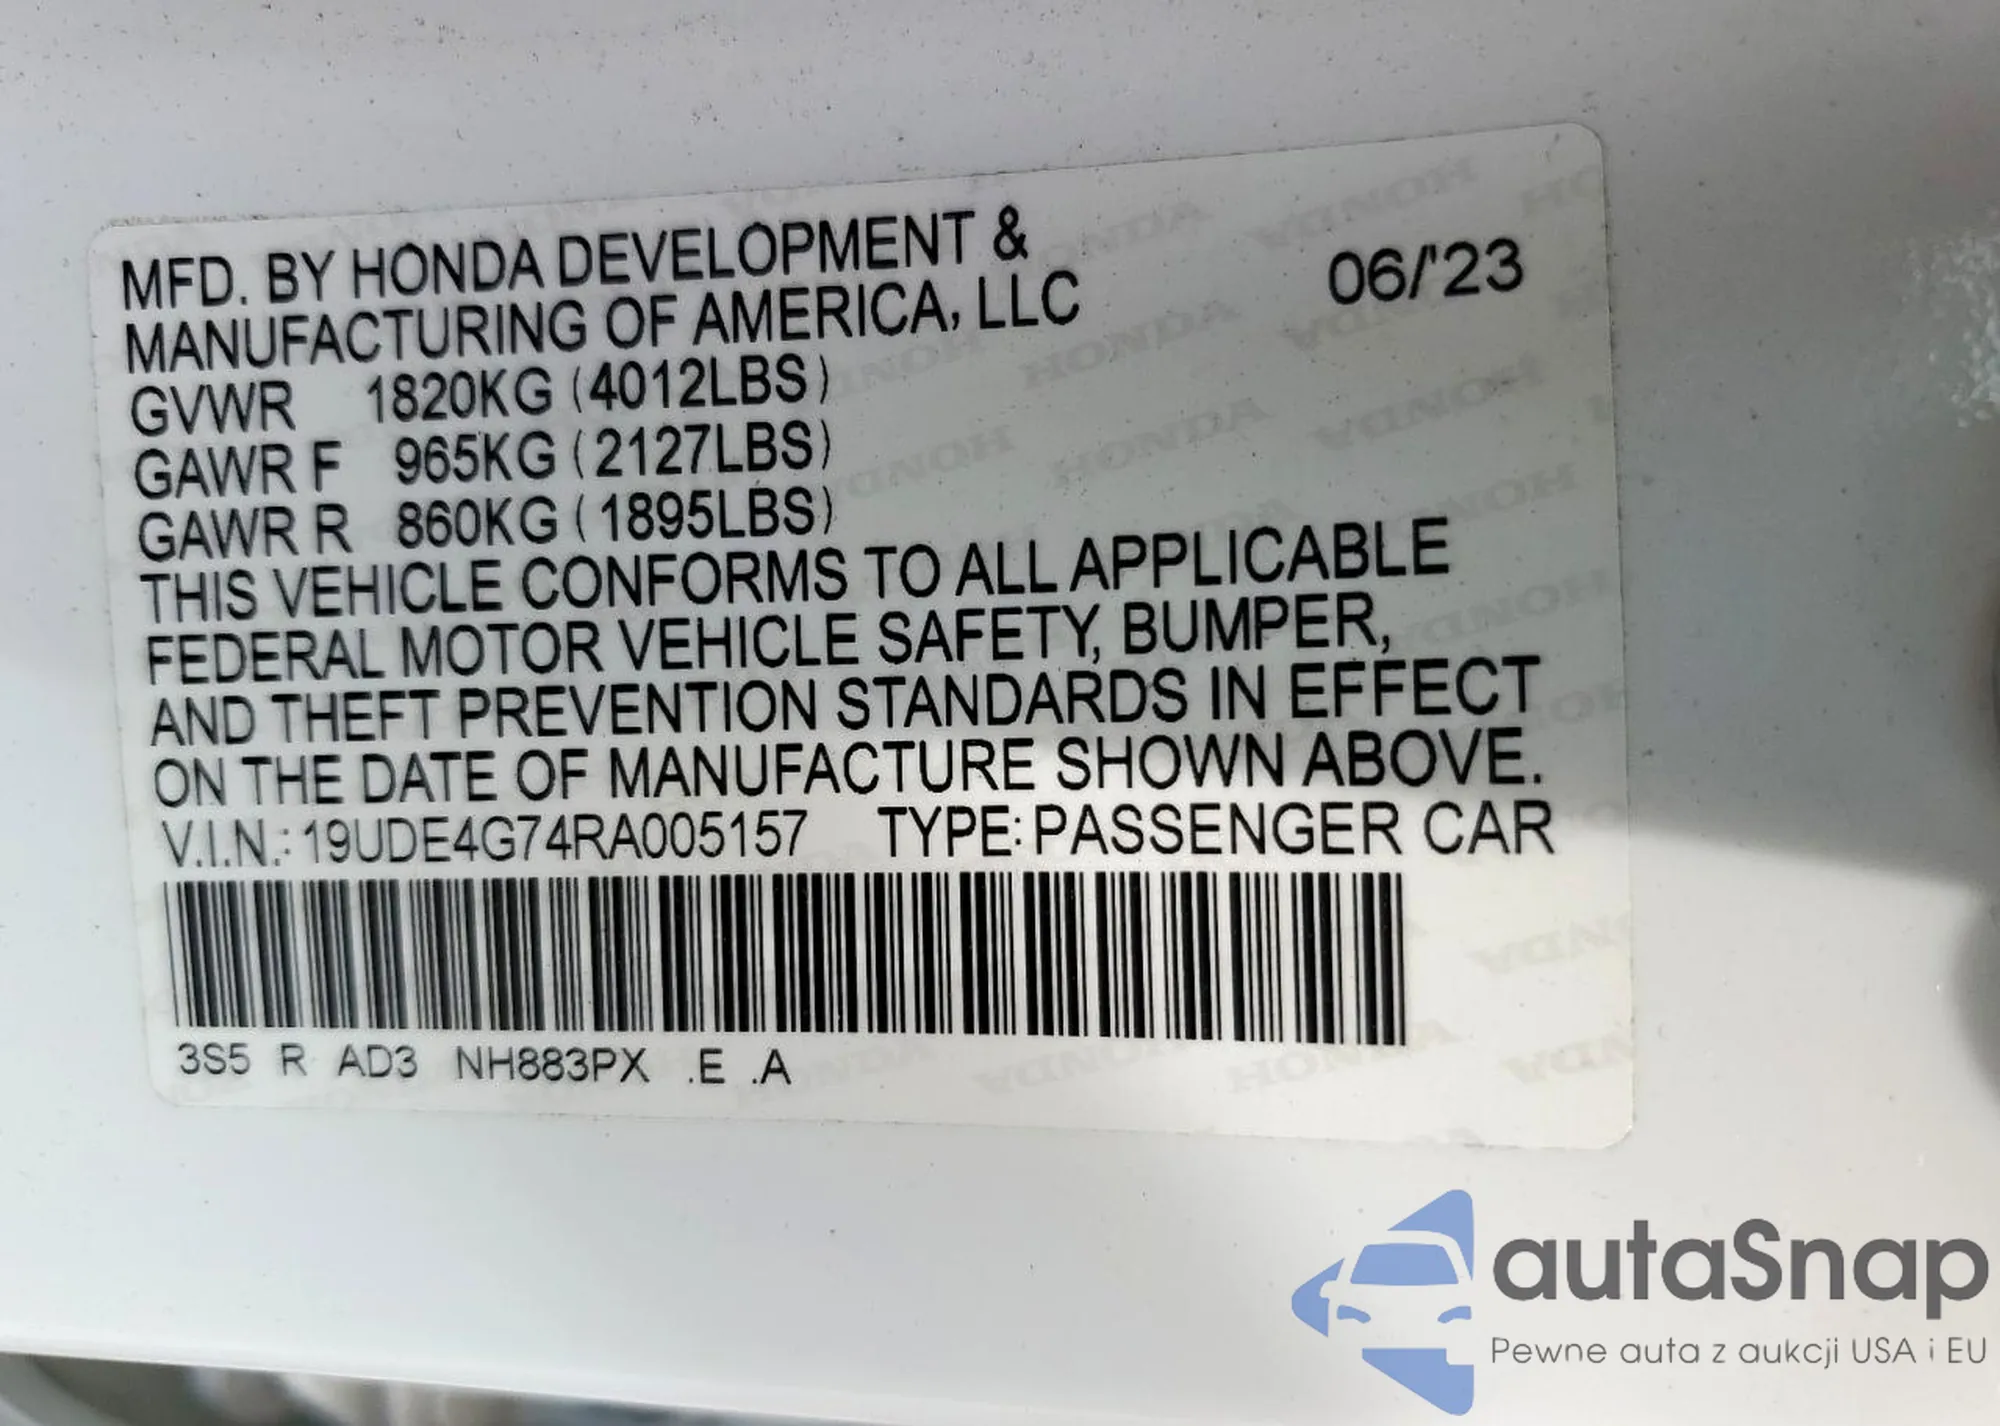 MFD. BY HONDA DEVELOPMENT &
MANUFACTURING OF AMERICA, LLC
06/'23
GVWR 1820KG (4012LBS)
GAWR F 965KG (2127LBS)
GAWR R 860KG (1895LBS)
THIS VEHICLE CONFORMS TO ALL APPLICABLE
FEDERAL MOTOR VEHICLE SAFETY, BUMPER,
AND THEFT PREVENTION STANDARDS IN EFFECT
ON THE DATE OF MANUFACTURE SHOWN ABOVE.
V.I.N.: 19UDE4G74RA005157 TYPE: PASSENGER CAR
3S5 R AD3 NH883PX .E .A
autaSnap
Pewne auta z aukcji USA i EU